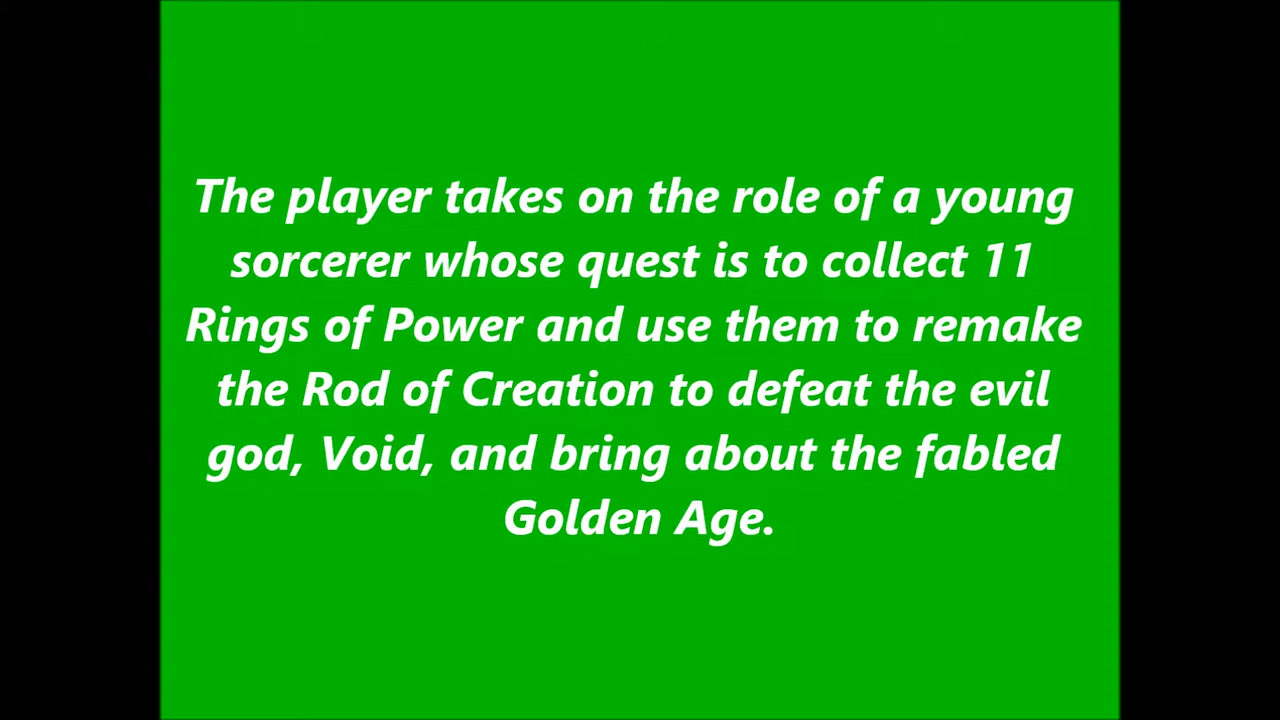 The player takes on the role of a young
sorcerer whose quest is to collect 11
Rings of Power and use them to remake
the Rod of Creation to defeat the evil
god, Void, and bring about the fabled
Golden Age.